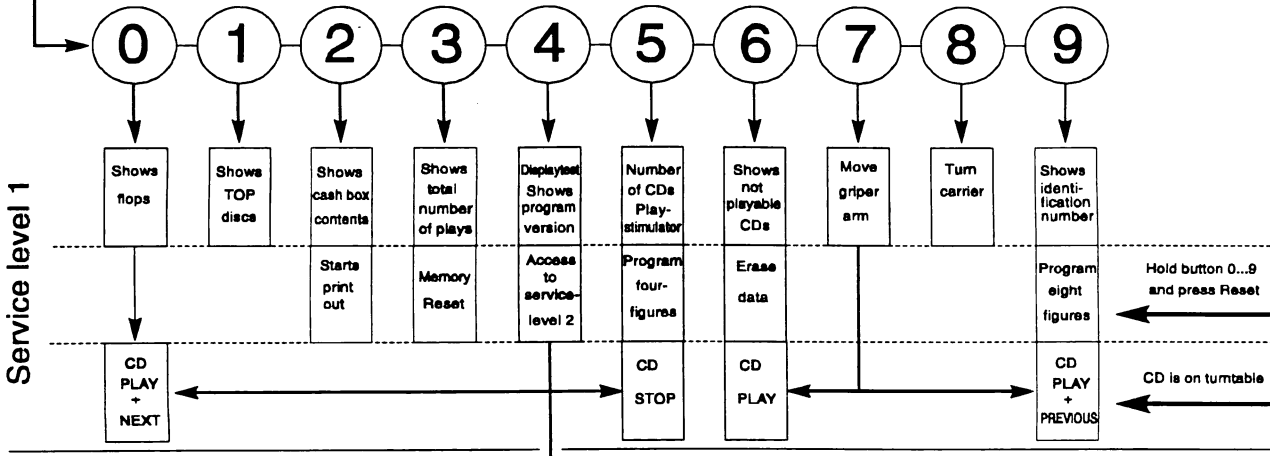 0 1 2 3 4 5 6 7 8 9
Service level 1
Shows
flops
Shows
TOP
discs
Shows
cash box
contents
Shows
total
number
of plays
Displaytest
Shows
program
version
Number
of CDs
Play-
stimulator
Shows
not
playable
CDs
Move
griper
arm
Turn
carrier
Shows
identi-
fication
number
Starts
print
out
Memory
Reset
Access
to
service-
level 2
Program
four-
figures
Erase
data
Program
eight
figures
Hold button 0...9
and press Reset
CD
PLAY
+
NEXT
CD
STOP
CD
PLAY
CD
PLAY
+
PREVIOUS
CD is on turntable